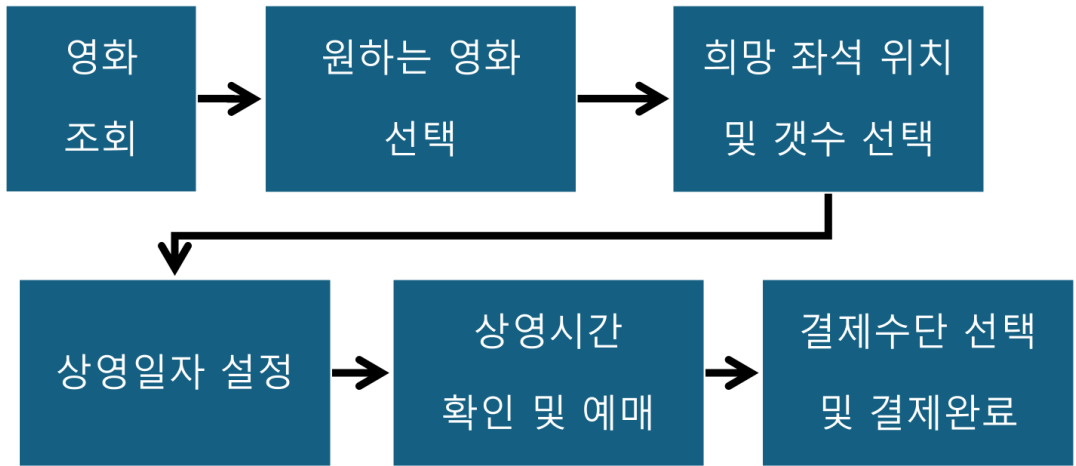 영화
조회
원하는 영화
선택
희망 좌석 위치
및 갯수 선택
상영일자 설정
상영시간
확인 및 예매
결제수단 선택
및 결제완료